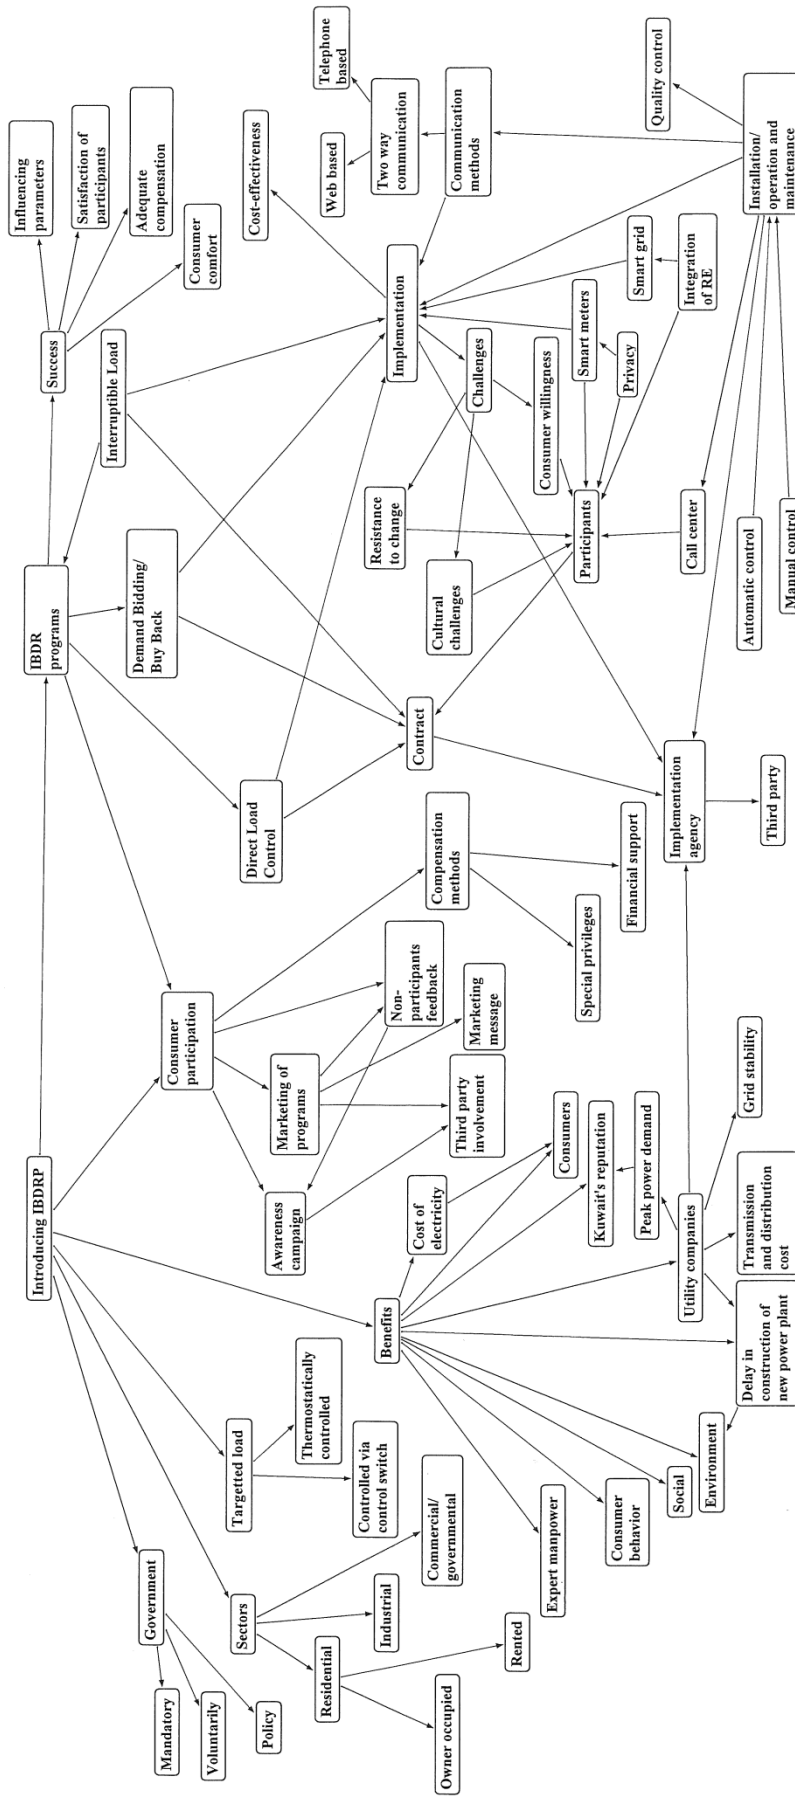 Introducing IBDRP
IBDR
programs
Success
Influencing
parameters
Satisfaction of
participants
Adequate
compensation
Consumer
comfort
Government
Mandatory
Voluntarily
Policy
Consumer
participation
Demand Bidding/
Buy Back
Interruptible Load
Sectors
Targetted load
Awareness
campaign
Marketing of
programs
Direct Load
Control
Cost-effectiveness
Residential
Industrial
Commercial/
governmental
Thermostatically
controlled
Controlled via
control switch
Owner occupied
Rented
Benefits
Non-
participants
feedback
Marketing
message
Third party
involvement
Compensation
methods
Special privileges
Financial support
Contract
Implementation
Resistance
to change
Cultural
challenges
Challenges
Consumer willingness
Web based
Telephone
based
Two way
communication
Communication
methods
Cost of
electricity
Consumers
Kuwait's reputation
Peak power demand
Expert manpower
Consumer
behavior
Social
Environment
Utility companies
Delay in
construction of
new power plant
Transmission
and distribution
cost
Grid stability
Participants
Smart meters
Privacy
Smart grid
Integration
of RE
Quality control
Implementation
agency
Third party
Call center
Automatic control
Manual control
Installation/
operation and
maintenance